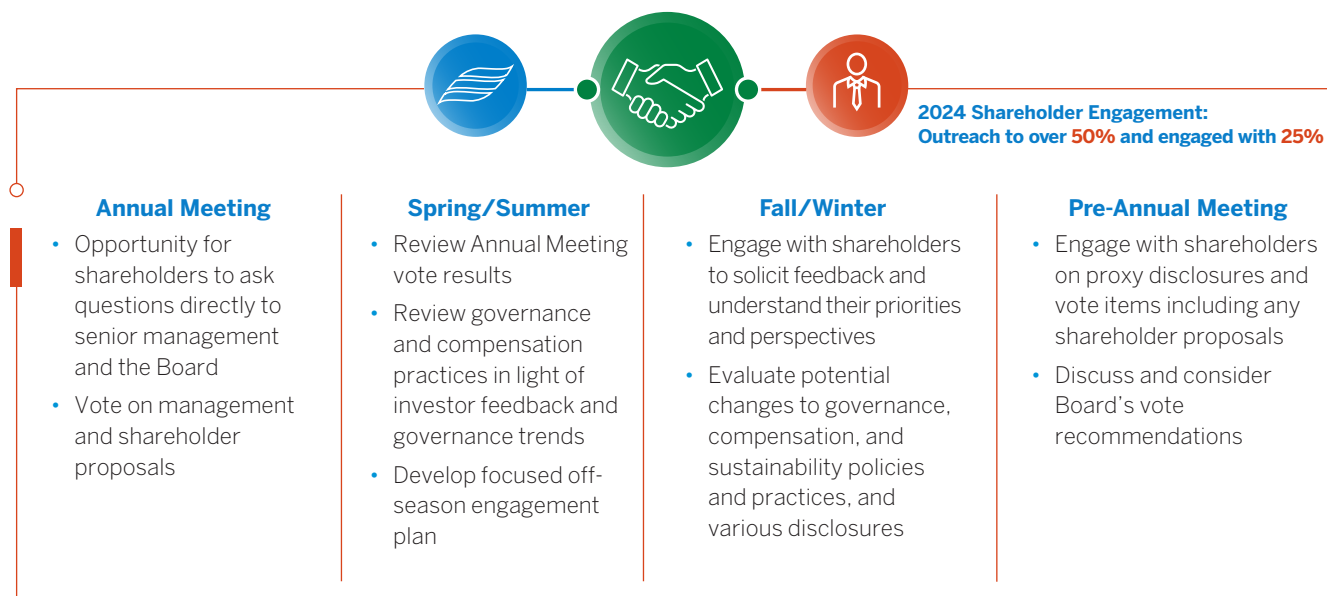 2024 Shareholder Engagement:
Outreach to over 50% and engaged with 25%
Annual Meeting
• Opportunity for
shareholders to ask
questions directly to
senior management
and the Board
• Vote on management
and shareholder
proposals
Spring/Summer
• Review Annual Meeting
vote results
• Review governance
and compensation
practices in light of
investor feedback and
governance trends
• Develop focused off-
season engagement
plan
Fall/Winter
• Engage with shareholders
to solicit feedback and
understand their priorities
and perspectives
• Evaluate potential
changes to governance,
compensation, and
sustainability policies
and practices, and
various disclosures
Pre-Annual Meeting
• Engage with shareholders
on proxy disclosures and
vote items including any
shareholder proposals
• Discuss and consider
Board's vote
recommendations